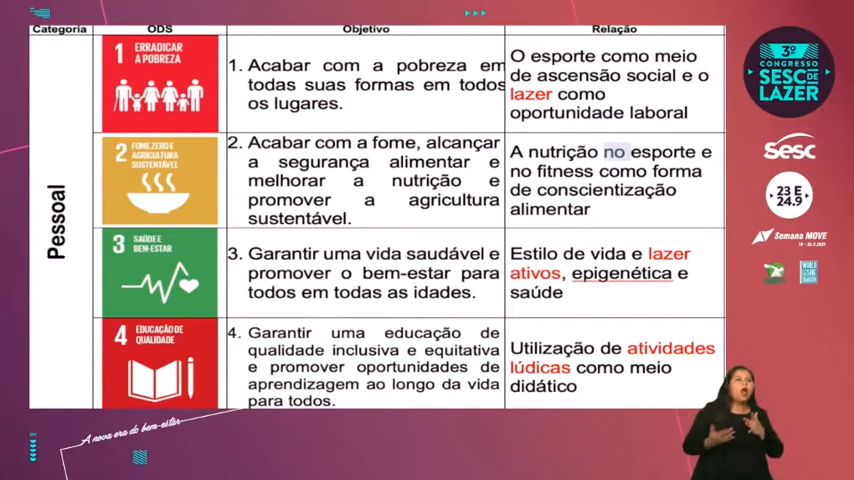 Categoria
ODS
Objetivo
Relação
Pessoal
1 ERRADICAR
A POBREZA
1. Acabar com a pobreza em
todas suas formas em todos
os lugares.
O esporte como meio
de ascensão social e o
lazer como
oportunidade laboral
2 FOME ZERO E
AGRICULTURA
SUSTENTÁVEL
2. Acabar com a fome, alcançar
a segurança alimentar e
melhorar a nutrição e
promover a agricultura
sustentável.
A nutrição no esporte e
no fitness como forma
de conscientização
alimentar
3 SAÚDE E
BEM-ESTAR
3. Garantir uma vida saudável e
promover o bem-estar para
todos em todas as idades.
Estilo de vida e lazer
ativos, epigenética e
saúde
4 EDUCAÇÃO DE
QUALIDADE
4. Garantir uma educação de
qualidade inclusiva e equitativa
e promover oportunidades de
aprendizagem ao longo da vida
para todos.
Utilização de atividades
lúdicas como meio
didático
3º
CONGRESSO
SESC DE
LAZER
Sesc
23 E
24.9
Semana MOVE
A nova era do bem-estar